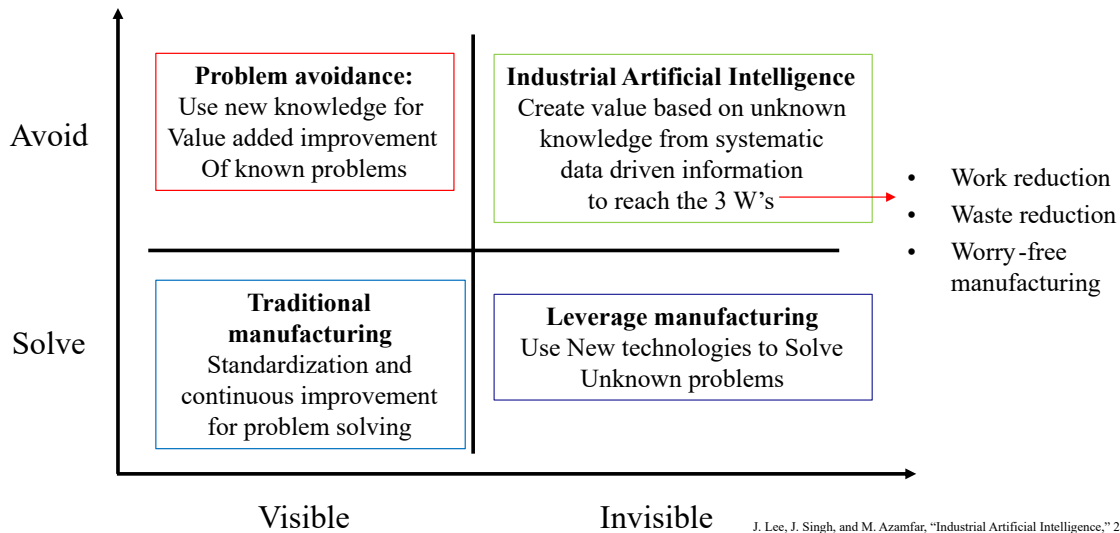 Avoid
Problem avoidance:
Use new knowledge for
Value added improvement
Of known problems
Industrial Artificial Intelligence
Create value based on unknown
knowledge from systematic
data driven information
to reach the 3 W’s
• Work reduction
• Waste reduction
• Worry-free
manufacturing
Solve
Traditional
manufacturing
Standardization and
continuous improvement
for problem solving
Leverage manufacturing
Use New technologies to Solve
Unknown problems
Visible
Invisible
J. Lee, J. Singh, and M. Azamfar, “Industrial Artificial Intelligence,” 2